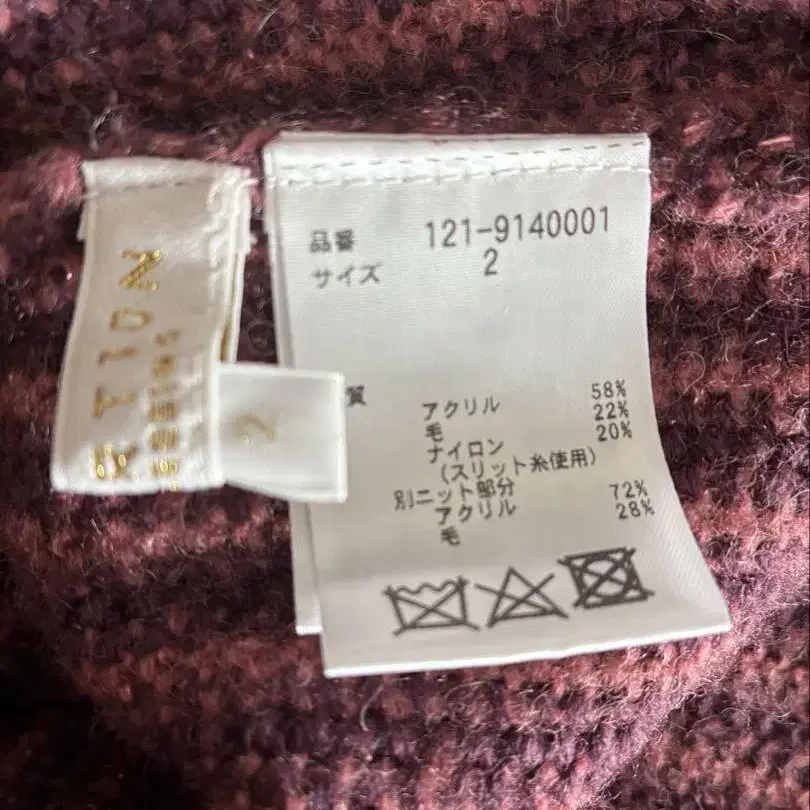 品番 121-9140001
サイズ 2
質
アクリル 58%
毛 22%
ナイロン 20%
(スリット糸使用)
別ニット部分
アクリル 72%
毛 28%
2